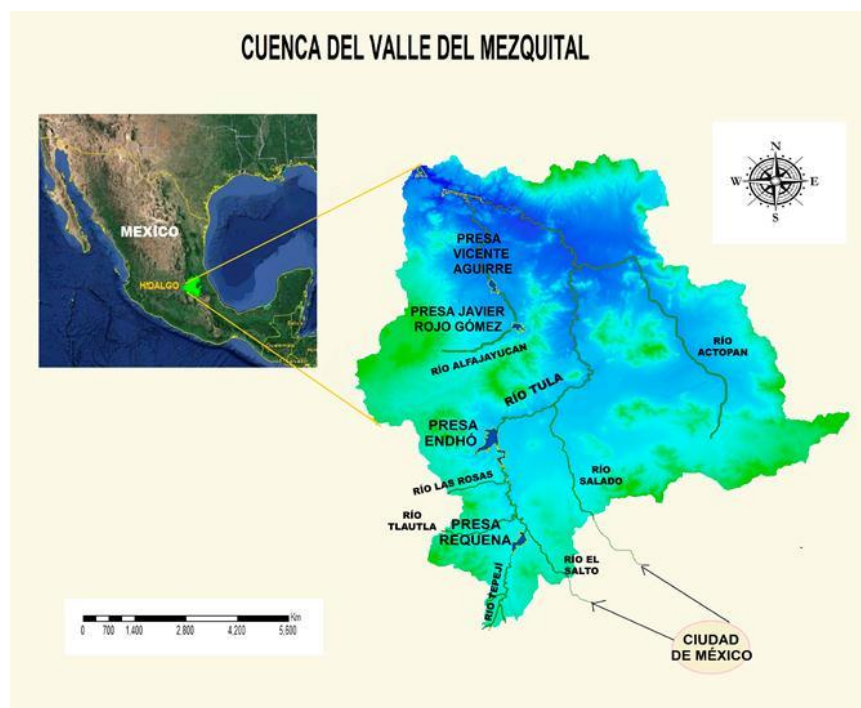 CUENCA DEL VALLE DEL MEZQUITAL
MEXÍCO
HIDALGO
N
W
E
S
PRESA
VICENTE
AGUIRRE
PRESA JAVIER
ROJO GÓMEZ
RÍO ALFAJAYUCAN
RÍO
ACTOPAN
RÍO TULA
PRESA
ENDHÓ
RÍO LAS ROSAS
RÍO
SALADO
RÍO
TLAUTLA
PRESA
REQUENA
RÍO EL
SALTO
RÍO TEPEJÍ
CIUDAD
DE MÉXICO
Km
0 700 1,400 2,800 4,200 5,600